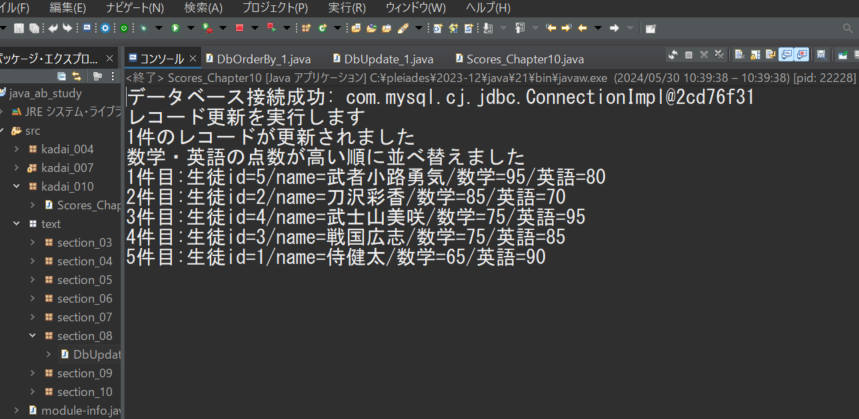 イル(F) 編集(E) ナビゲート(N) 検索(A) プロジェクト(P) 実行(R) ウィンドウ(W) ヘルプ(H)
パッケージ・エクスプロ... × コンソール × DbOrderBy_1.java DbUpdate_1.java Scores_Chapter10.java
<終了> Scores_Chapter10 [Java アプリケーション] C:¥pleiades¥2023-12¥java¥21¥bin¥javaw.exe (2024/05/30 10:39:38 – 10:39:38) [pid: 22228]
java_ab_study
JRE システム・ライブラ
src
kadai_004
kadai_007
kadai_010
Scores_Chap
text
section_03
section_04
section_05
section_06
section_07
section_08
DbUpdat
section_09
section_10
module-info.jav
データベース接続成功: com.mysql.cj.jdbc.ConnectionImpl@2cd76f31
レコード更新を実行します
1件のレコードが更新されました
数学・英語の点数が高い順に並べ替えました
1件目:生徒id=5/name=武者小路勇気/数学=95/英語=80
2件目:生徒id=2/name=刀沢彩香/数学=85/英語=70
3件目:生徒id=4/name=武士山美咲/数学=75/英語=95
4件目:生徒id=3/name=戦国広志/数学=75/英語=85
5件目:生徒id=1/name=侍健太/数学=65/英語=90